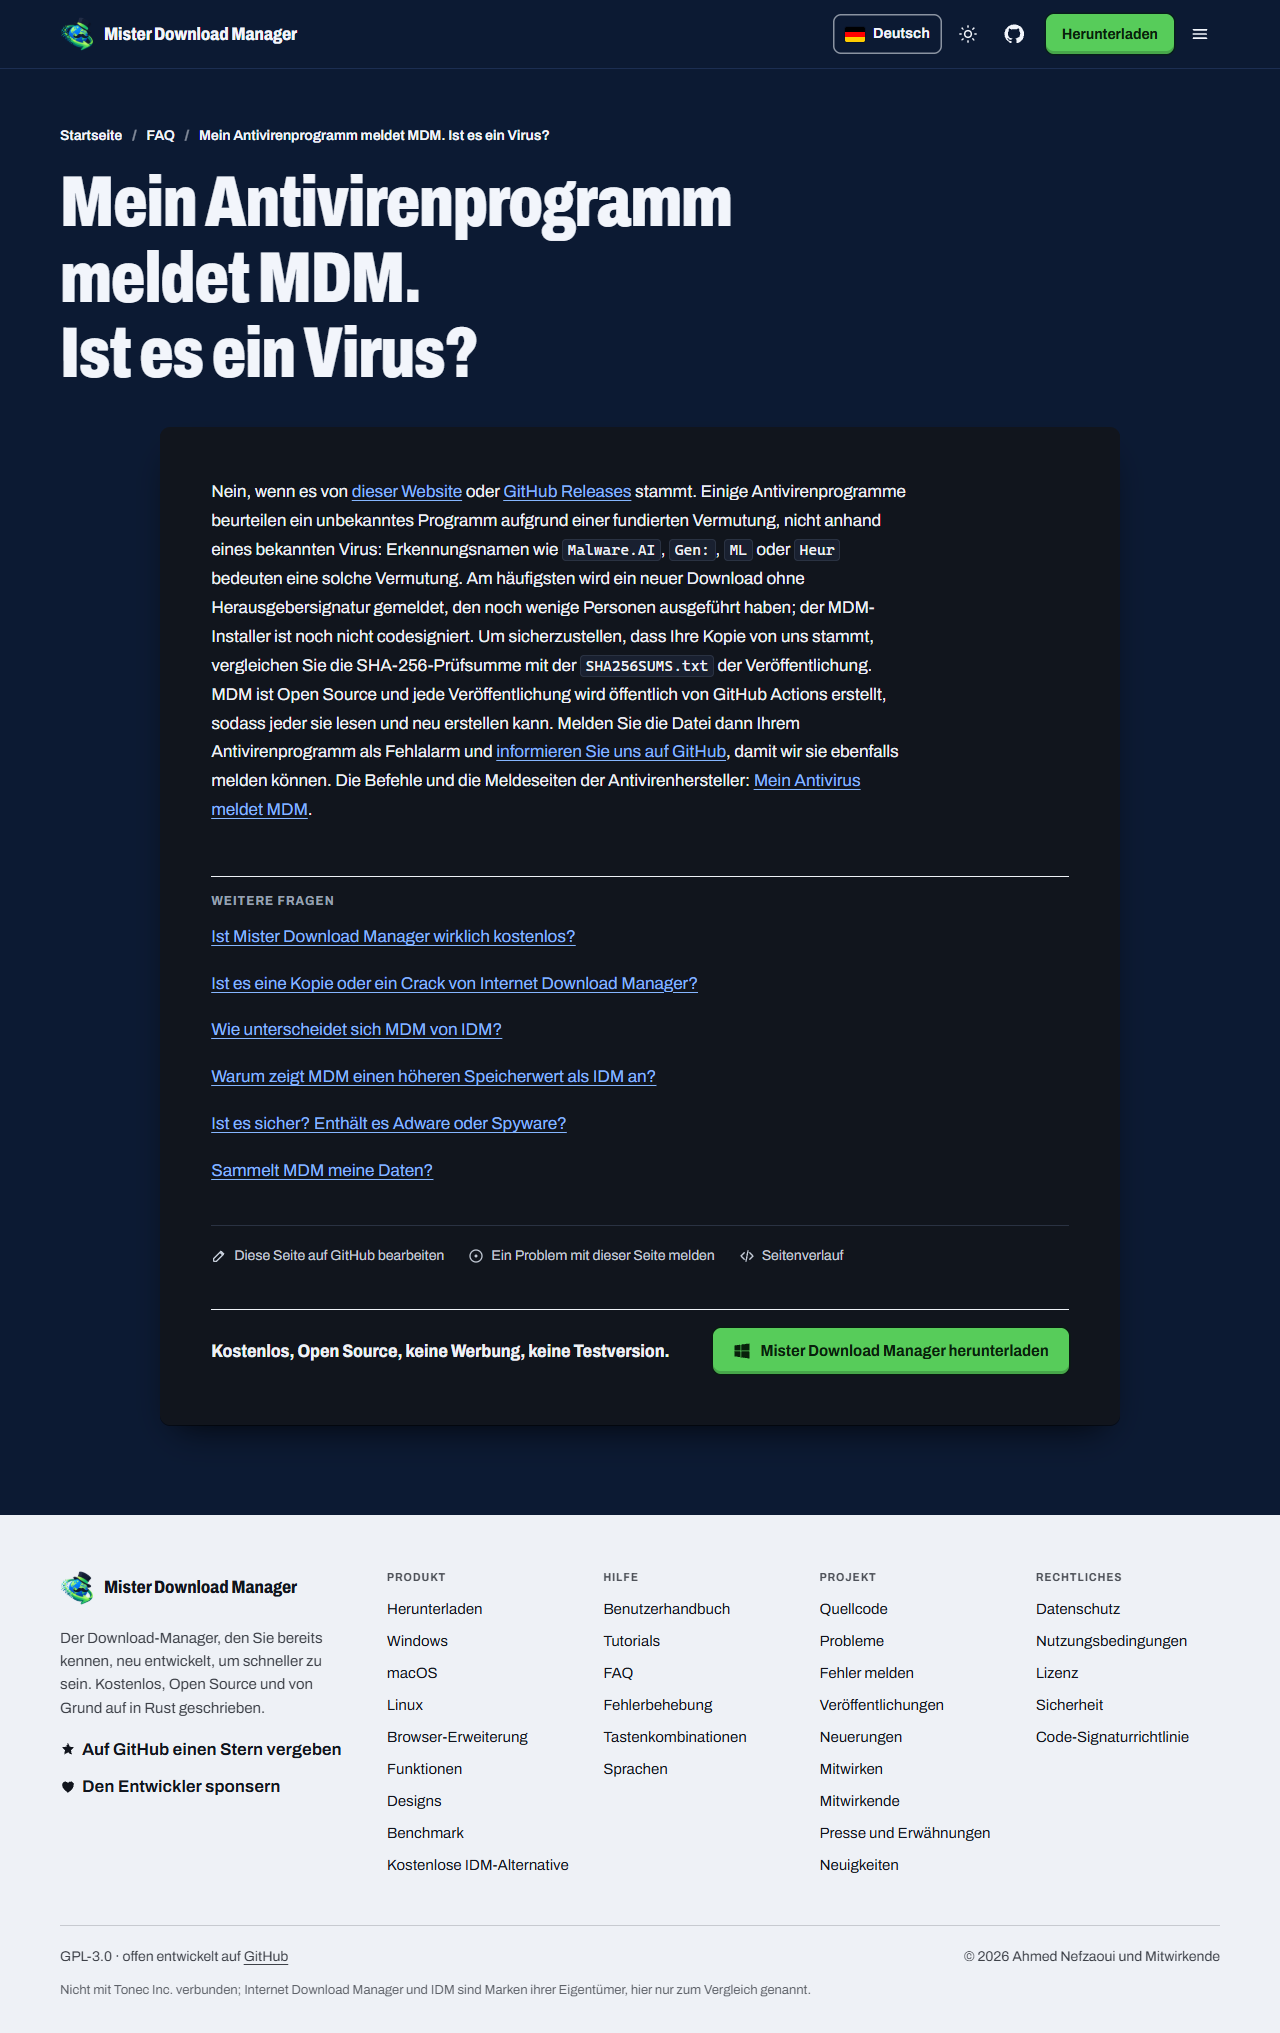 Mister Download Manager
Deutsch
Herunterladen
Startseite / FAQ / Mein Antivirenprogramm meldet MDM. Ist es ein Virus?
Mein Antivirenprogramm
meldet MDM.
Ist es ein Virus?
Nein, wenn es von dieser Website oder GitHub Releases stammt. Einige Antivirenprogramme
beurteilen ein unbekanntes Programm aufgrund einer fundierten Vermutung, nicht anhand
eines bekannten Virus: Erkennungsnamen wie Malware.AI, Gen:, ML oder Heur
bedeuten eine solche Vermutung. Am häufigsten wird ein neuer Download ohne
Herausgebersignatur gemeldet, den noch wenige Personen ausgeführt haben; der MDM-
Installer ist noch nicht codesigniert. Um sicherzustellen, dass Ihre Kopie von uns stammt,
vergleichen Sie die SHA-256-Prüfsumme mit der SHA256SUMS.txt der Veröffentlichung.
MDM ist Open Source und jede Veröffentlichung wird öffentlich von GitHub Actions erstellt,
sodass jeder sie lesen und neu erstellen kann. Melden Sie die Datei dann Ihrem
Antivirenprogramm als Fehlalarm und informieren Sie uns auf GitHub, damit wir sie ebenfalls
melden können. Die Befehle und die Meldeseiten der Antivirenhersteller: Mein Antivirus
meldet MDM.
WEITERE FRAGEN
Ist Mister Download Manager wirklich kostenlos?
Ist es eine Kopie oder ein Crack von Internet Download Manager?
Wie unterscheidet sich MDM von IDM?
Warum zeigt MDM einen höheren Speicherwert als IDM an?
Ist es sicher? Enthält es Adware oder Spyware?
Sammelt MDM meine Daten?
Diese Seite auf GitHub bearbeiten
Ein Problem mit dieser Seite melden
Seitenverlauf
Kostenlos, Open Source, keine Werbung, keine Testversion.
Mister Download Manager herunterladen
Mister Download Manager
Der Download-Manager, den Sie bereits
kennen, neu entwickelt, um schneller zu
sein. Kostenlos, Open Source und von
Grund auf in Rust geschrieben.
Auf GitHub einen Stern vergeben
Den Entwickler sponsern
PRODUKT
Herunterladen
Windows
macOS
Linux
Browser-Erweiterung
Funktionen
Designs
Benchmark
Kostenlose IDM-Alternative
HILFE
Benutzerhandbuch
Tutorials
FAQ
Fehlerbehebung
Tastenkombinationen
Sprachen
PROJEKT
Quellcode
Probleme
Fehler melden
Veröffentlichungen
Neuerungen
Mitwirken
Mitwirkende
Presse und Erwähnungen
Neuigkeiten
RECHTLICHES
Datenschutz
Nutzungsbedingungen
Lizenz
Sicherheit
Code-Signaturrichtlinie
GPL-3.0 · offen entwickelt auf GitHub
© 2026 Ahmed Nefzaoui und Mitwirkende
Nicht mit Tonec Inc. verbunden; Internet Download Manager und IDM sind Marken ihrer Eigentümer, hier nur zum Vergleich genannt.